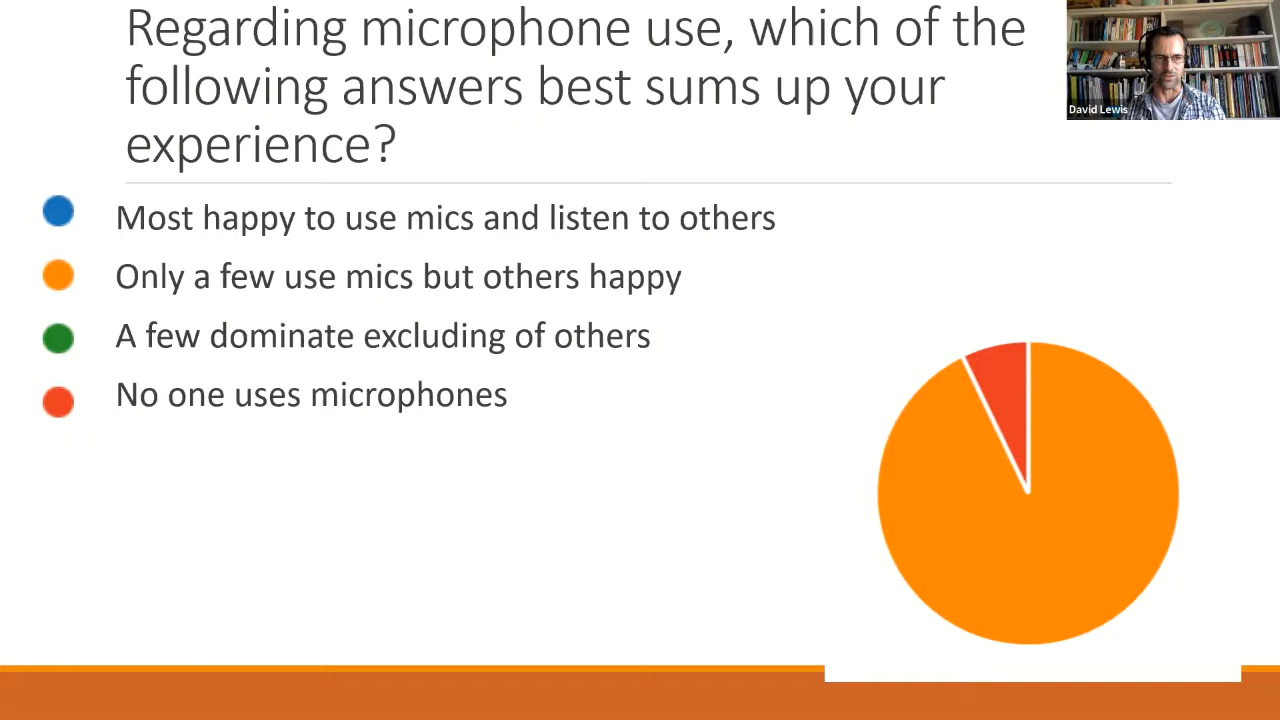 Regarding microphone use, which of the
following answers best sums up your
experience?
David Lewis
Most happy to use mics and listen to others
Only a few use mics but others happy
A few dominate excluding of others
No one uses microphones